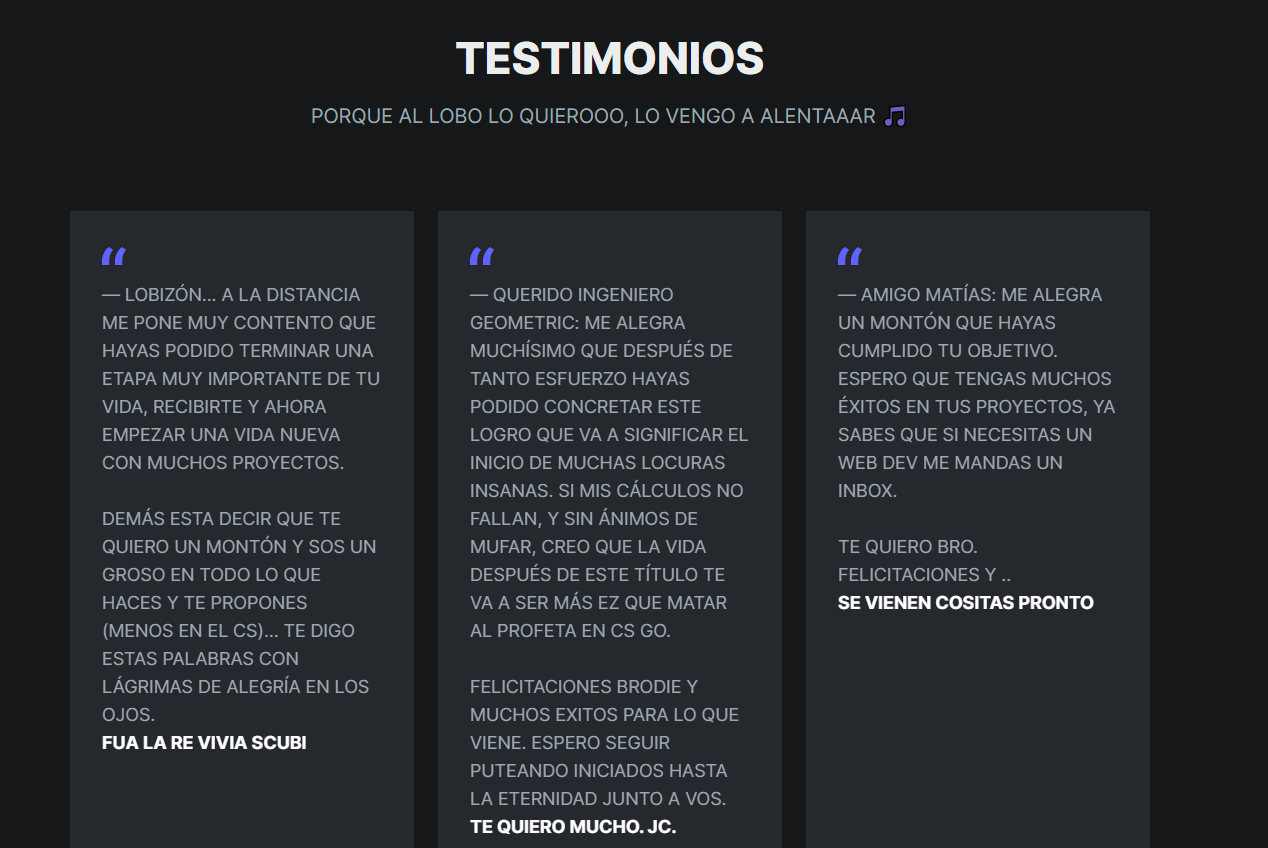 TESTIMONIOS
PORQUE AL LOBO LO QUIEROOO, LO VENGO A ALENTAAAR 🎵
“
— LOBIZÓN... A LA DISTANCIA
ME PONE MUY CONTENTO QUE
HAYAS PODIDO TERMINAR UNA
ETAPA MUY IMPORTANTE DE TU
VIDA, RECIBIRTE Y AHORA
EMPEZAR UNA VIDA NUEVA
CON MUCHOS PROYECTOS.
DEMÁS ESTA DECIR QUE TE
QUIERO UN MONTÓN Y SOS UN
GROSO EN TODO LO QUE
HACES Y TE PROPONES
(MENOS EN EL CS)... TE DIGO
ESTAS PALABRAS CON
LÁGRIMAS DE ALEGRÍA EN LOS
OJOS.
FUA LA RE VIVIA SCUBI
“
— QUERIDO INGENIERO
GEOMETRIC: ME ALEGRA
MUCHÍSIMO QUE DESPUÉS DE
TANTO ESFUERZO HAYAS
PODIDO CONCRETAR ESTE
LOGRO QUE VA A SIGNIFICAR EL
INICIO DE MUCHAS LOCURAS
INSANAS. SI MIS CÁLCULOS NO
FALLAN, Y SIN ÁNIMOS DE
MUFAR, CREO QUE LA VIDA
DESPUÉS DE ESTE TÍTULO TE
VA A SER MÁS EZ QUE MATAR
AL PROFETA EN CS GO.
FELICITACIONES BRODIE Y
MUCHOS EXITOS PARA LO QUE
VIENE. ESPERO SEGUIR
PUTEANDO INICIADOS HASTA
LA ETERNIDAD JUNTO A VOS.
TE QUIERO MUCHO. JC.
“
— AMIGO MATÍAS: ME ALEGRA
UN MONTÓN QUE HAYAS
CUMPLIDO TU OBJETIVO.
ESPERO QUE TENGAS MUCHOS
ÉXITOS EN TUS PROYECTOS, YA
SABES QUE SI NECESITAS UN
WEB DEV ME MANDAS UN
INBOX.
TE QUIERO BRO.
FELICITACIONES Y ..
SE VIENEN COSITAS PRONTO